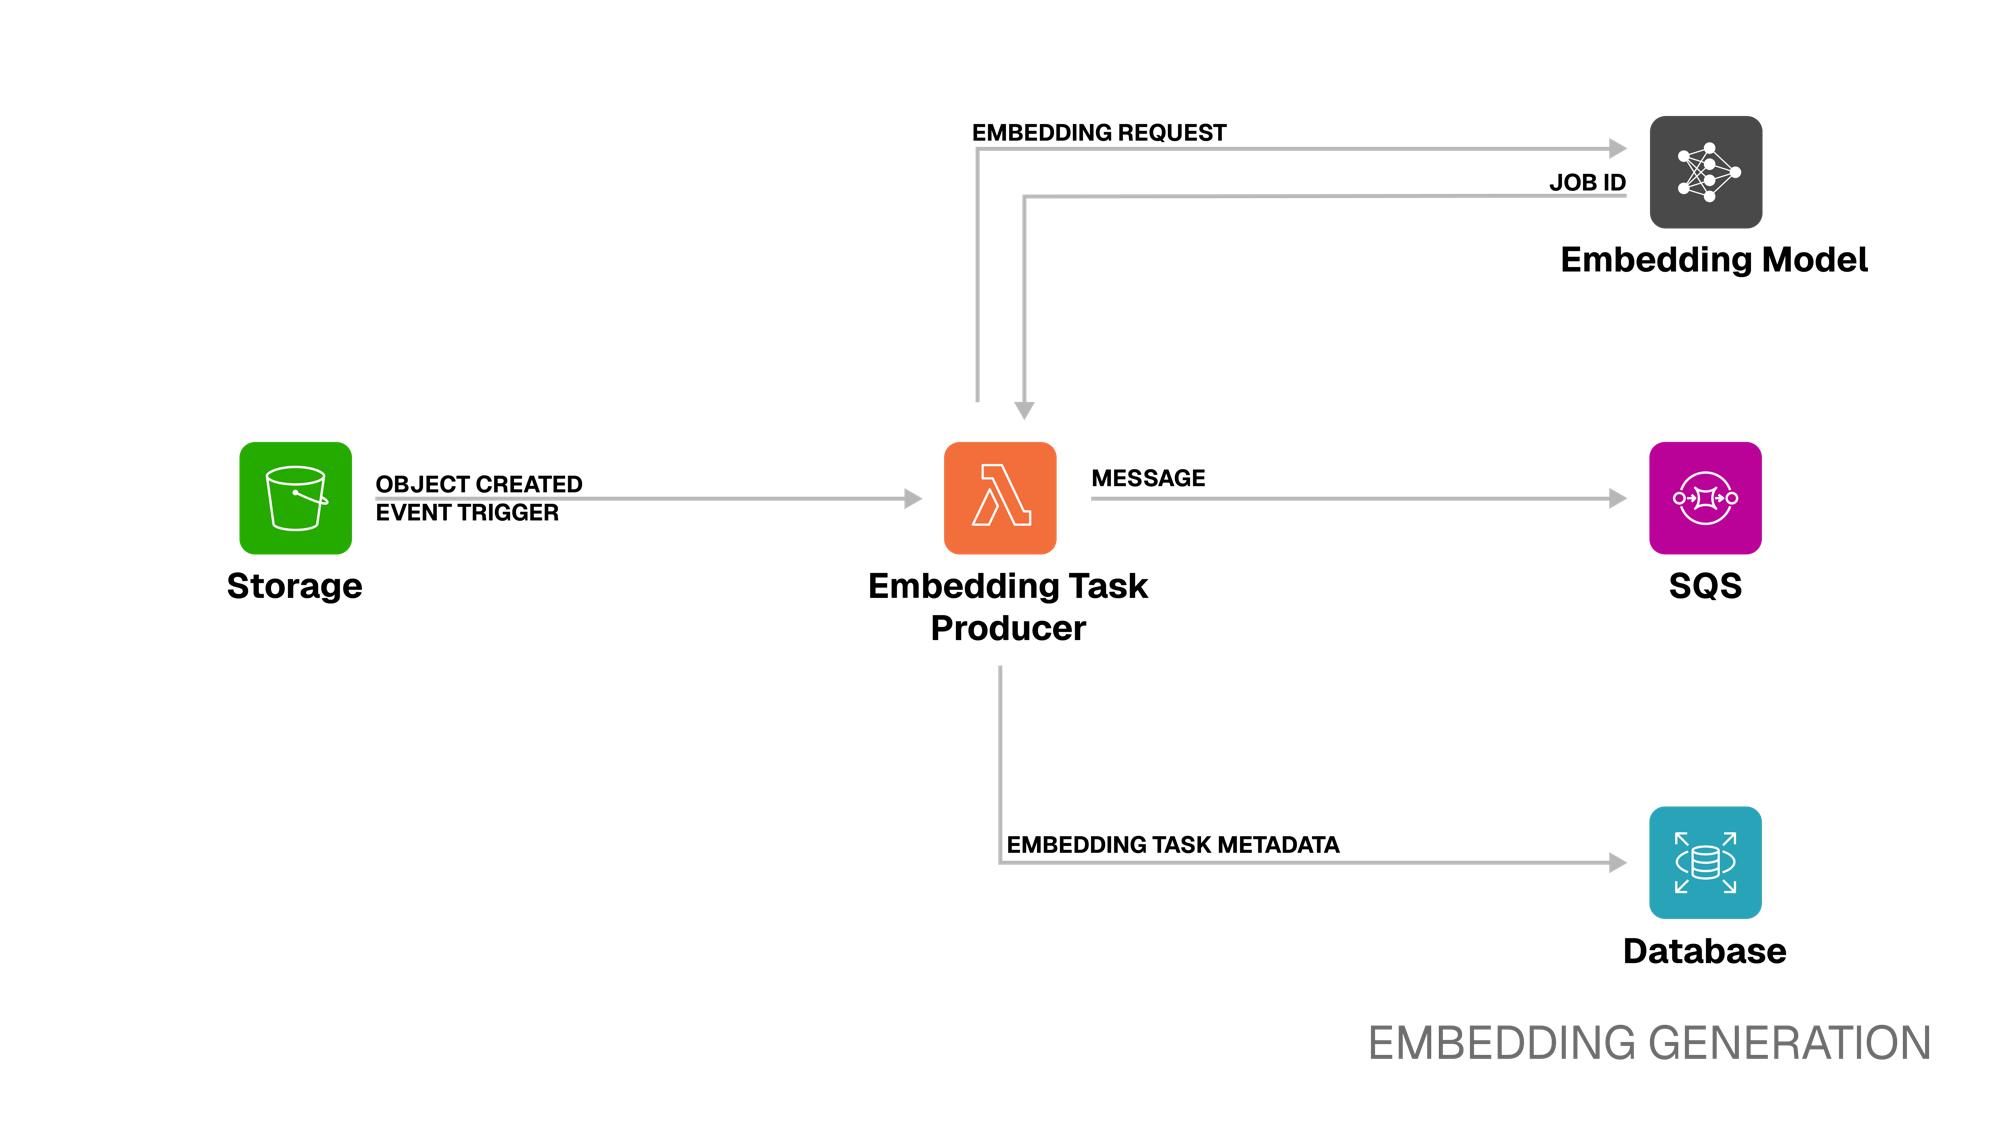 EMBEDDING REQUEST
JOB ID
Embedding Model
OBJECT CREATED
EVENT TRIGGER
MESSAGE
Storage
Embedding Task
Producer
SQS
EMBEDDING TASK METADATA
Database
EMBEDDING GENERATION